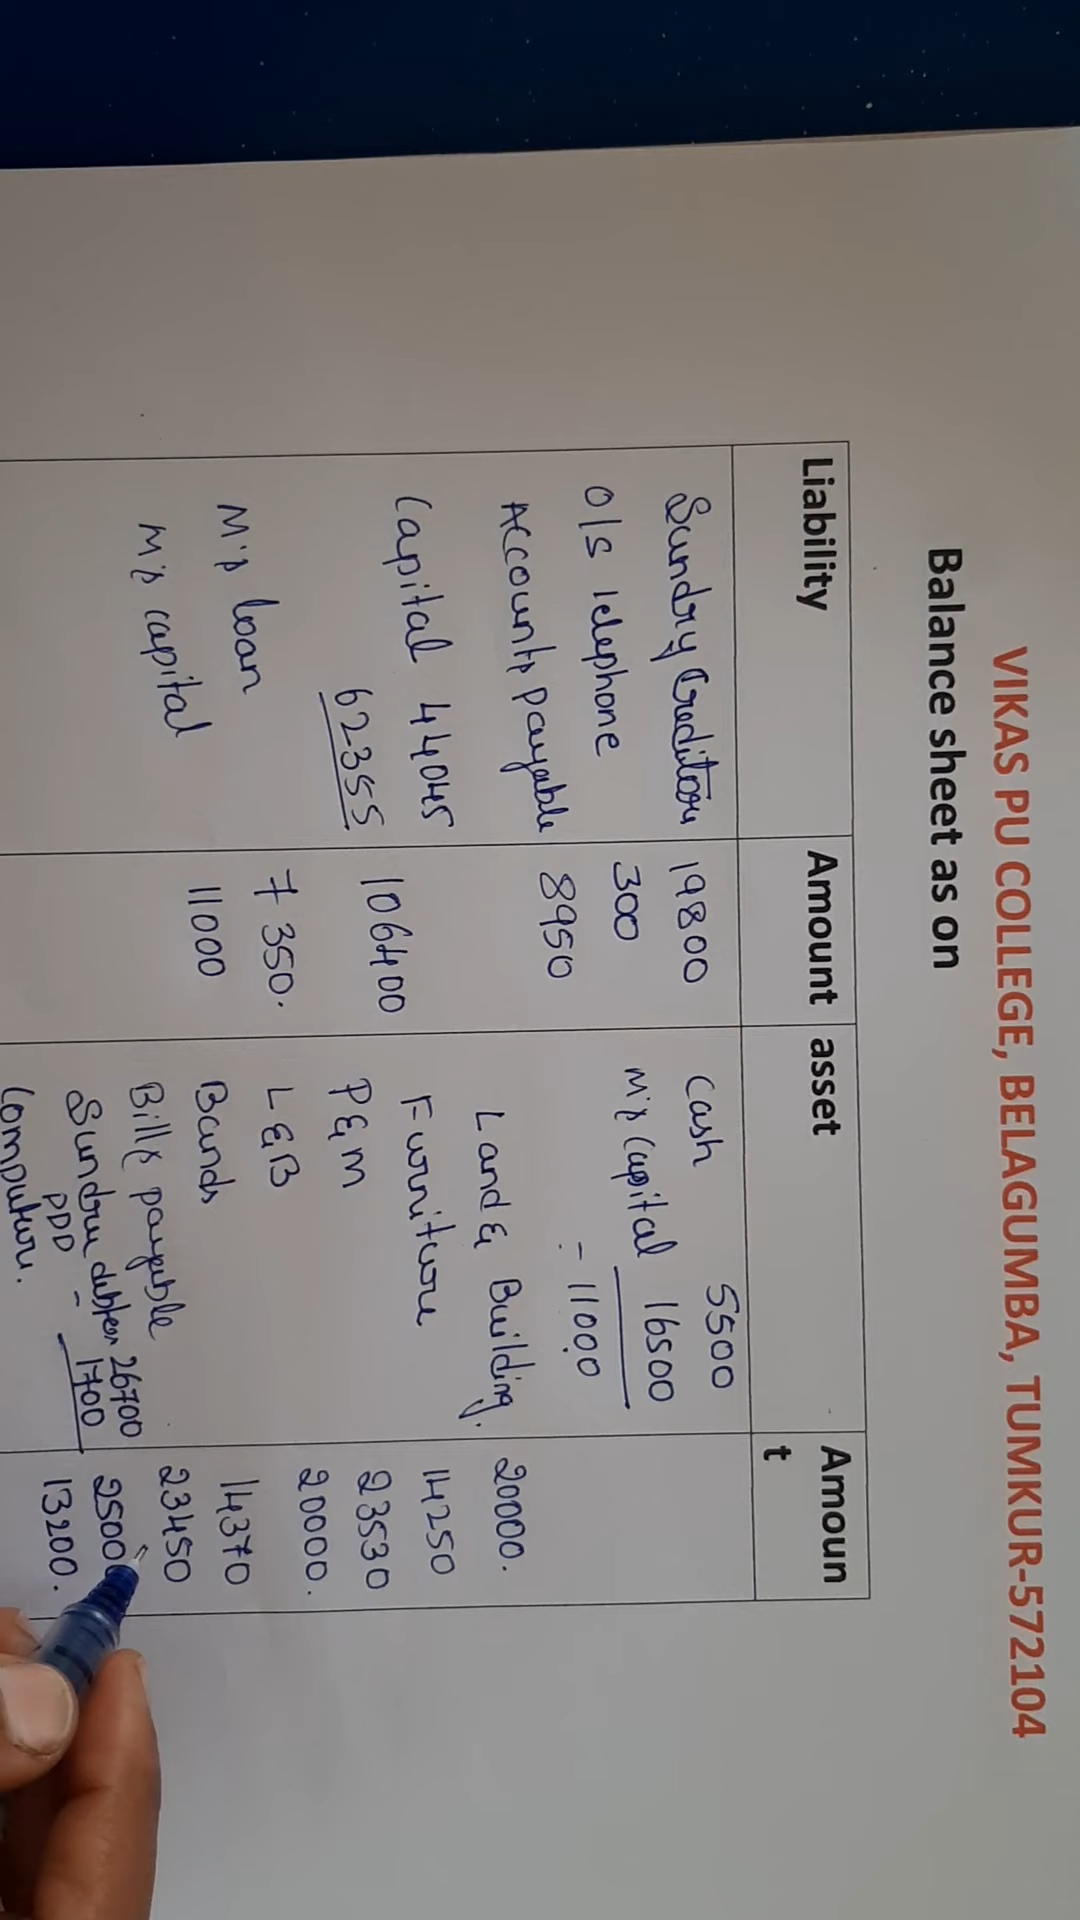 VIKAS PU COLLEGE, BELAGUMBA, TUMKUR-572104
Balance sheet as on
Liability Amount asset Amoun
t
Sundry Creditors 19800 Cash 5500
O/S telephone 300 M's Capital 16500
Accounts payable 8950 - 11000
Land & Building. 20000.
Capital 44045 Furniture 14250
62355 106400 P&M 23530
L&B 20000.
M's loan 7350. Bands 14370
M's capital 11000 Bills payable 23450
Sundry debtors 26700
PDD - 1700 25000
Computer. 13200.